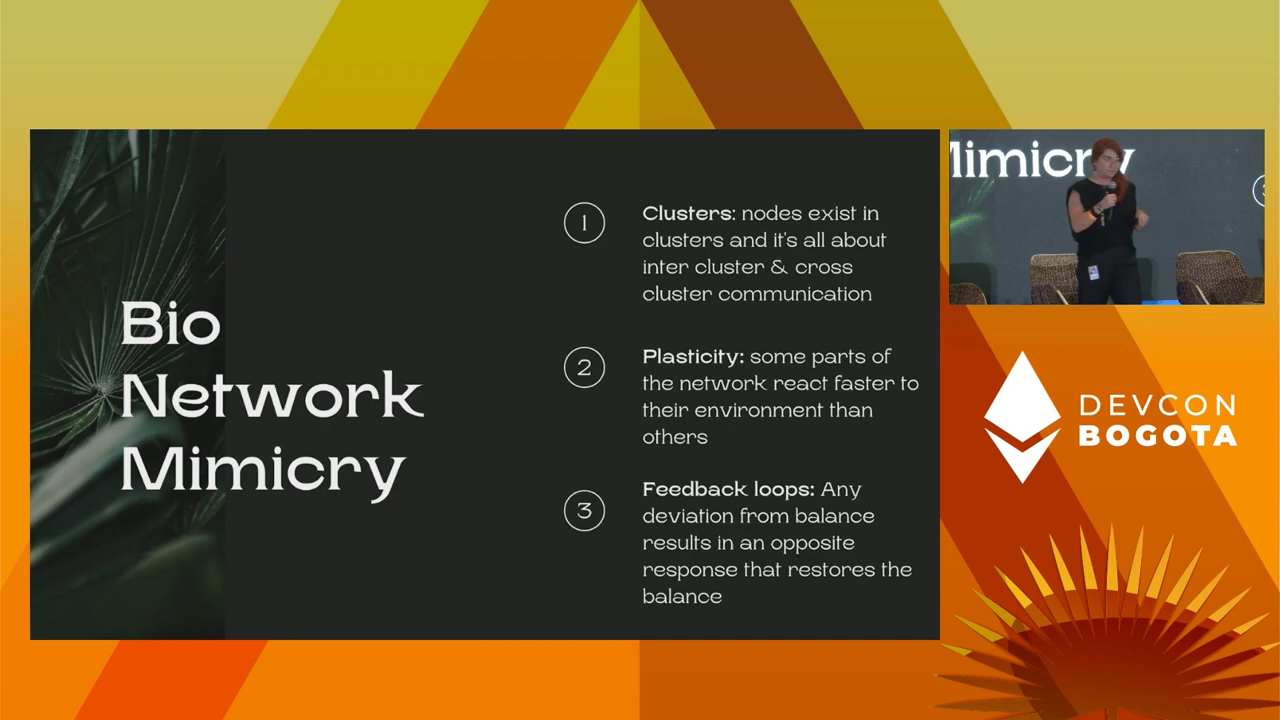 Bio
Network
Mimicry
1
Clusters: nodes exist in
clusters and it's all about
inter cluster & cross
cluster communication
2
Plasticity: some parts of
the network react faster to
their environment than
others
3
Feedback loops: Any
deviation from balance
results in an opposite
response that restores the
balance
Mimicry
DEVCON
BOGOTA